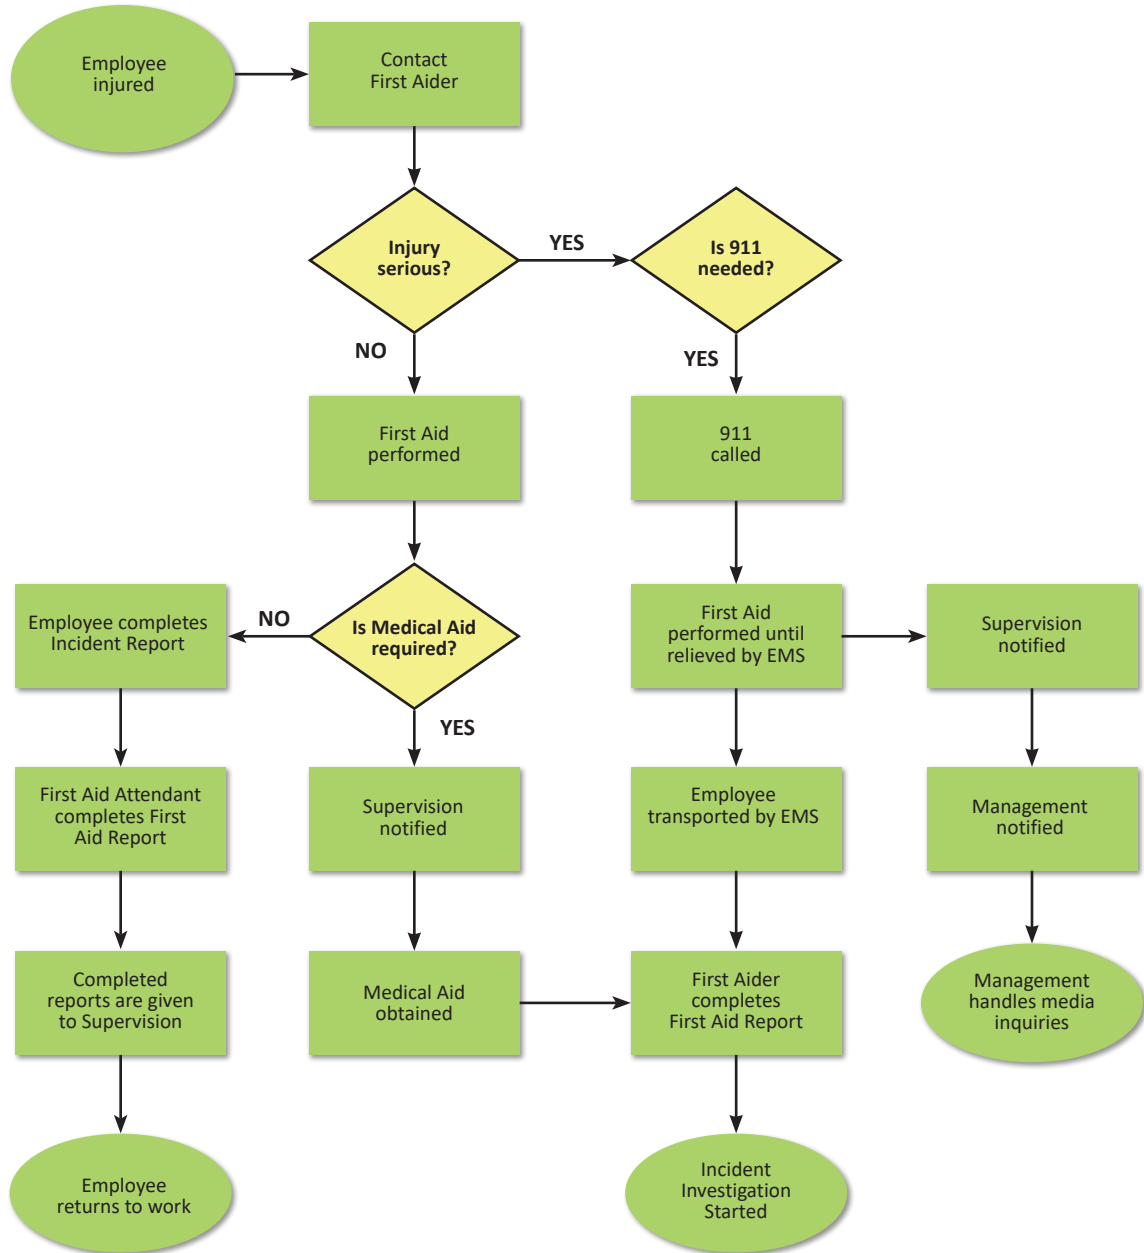 Employee
injured
Contact
First Aider
Injury
serious?
YES
Is 911
needed?
NO
YES
First Aid
performed
911
called
Employee completes
Incident Report
NO
Is Medical Aid
required?
First Aid
performed until
relieved by EMS
Supervision
notified
YES
First Aid Attendant
completes First
Aid Report
Supervision
notified
Employee
transported by EMS
Management
notified
Completed
reports are given
to Supervision
Medical Aid
obtained
First Aider
completes
First Aid Report
Management
handles media
inquiries
Employee
returns to work
Incident
Investigation
Started